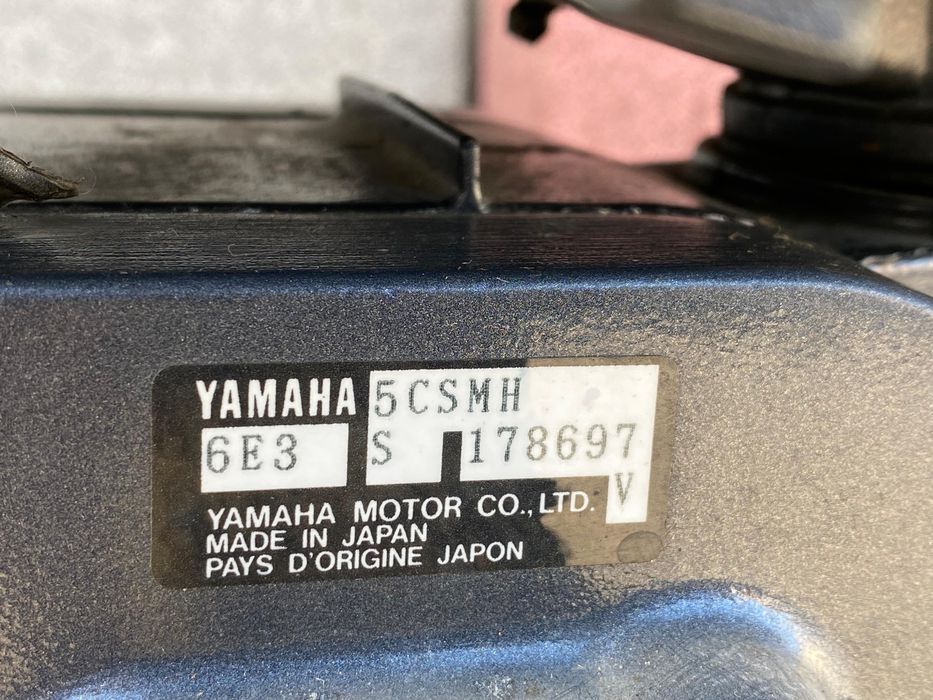 YAMAHA 5CSMH
6E3 S 178697
V
YAMAHA MOTOR CO., LTD.
MADE IN JAPAN
PAYS D'ORIGINE JAPON